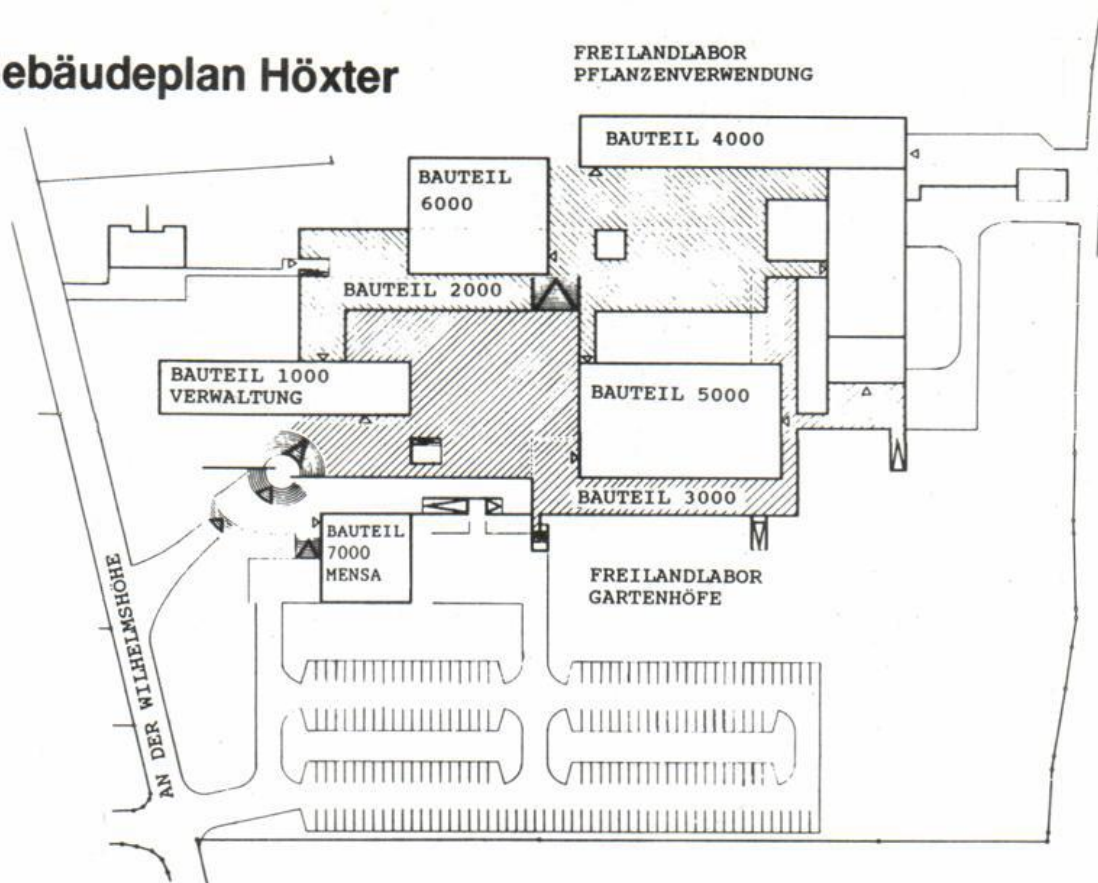 ebäudeplan Höxter
FREILANDLABOR
PFLANZENVERWENDUNG
BAUTEIL 4000
BAUTEIL
6000
BAUTEIL 2000
BAUTEIL 1000
VERWALTUNG
BAUTEIL 5000
BAUTEIL 3000
BAUTEIL
7000
MENSA
FREILANDLABOR
GARTENHÖFE
AN DER WILHELMSHÖHE